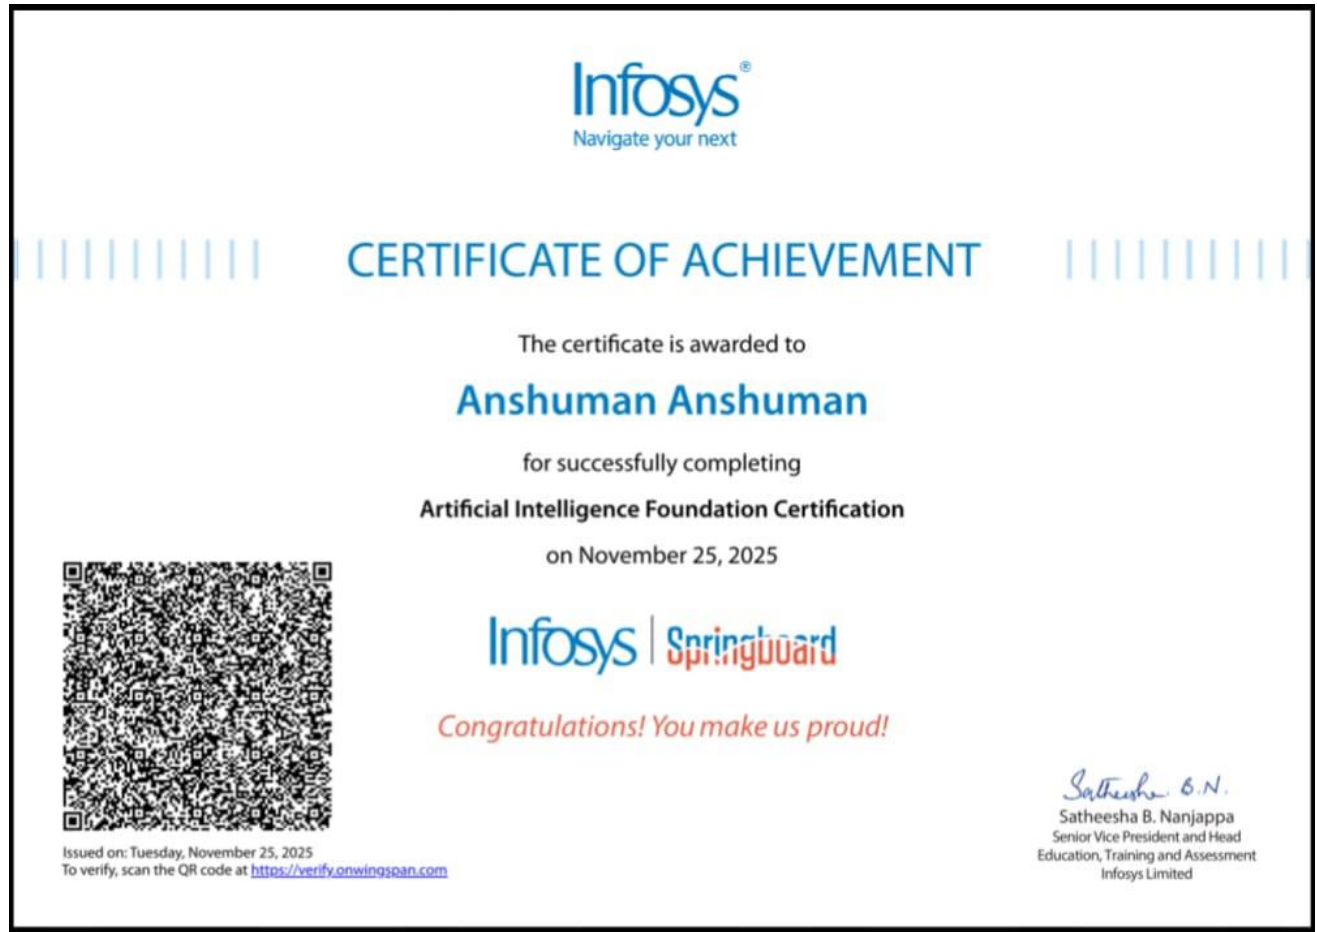 Infosys®
Navigate your next
CERTIFICATE OF ACHIEVEMENT
The certificate is awarded to
Anshuman Anshuman
for successfully completing
Artificial Intelligence Foundation Certification
on November 25, 2025
Infosys | Springboard
Congratulations! You make us proud!
Satheesha B.N.
Satheesha B. Nanjappa
Senior Vice President and Head
Education, Training and Assessment
Infosys Limited
Issued on: Tuesday, November 25, 2025
To verify, scan the QR code at https://verify.onwingspan.com